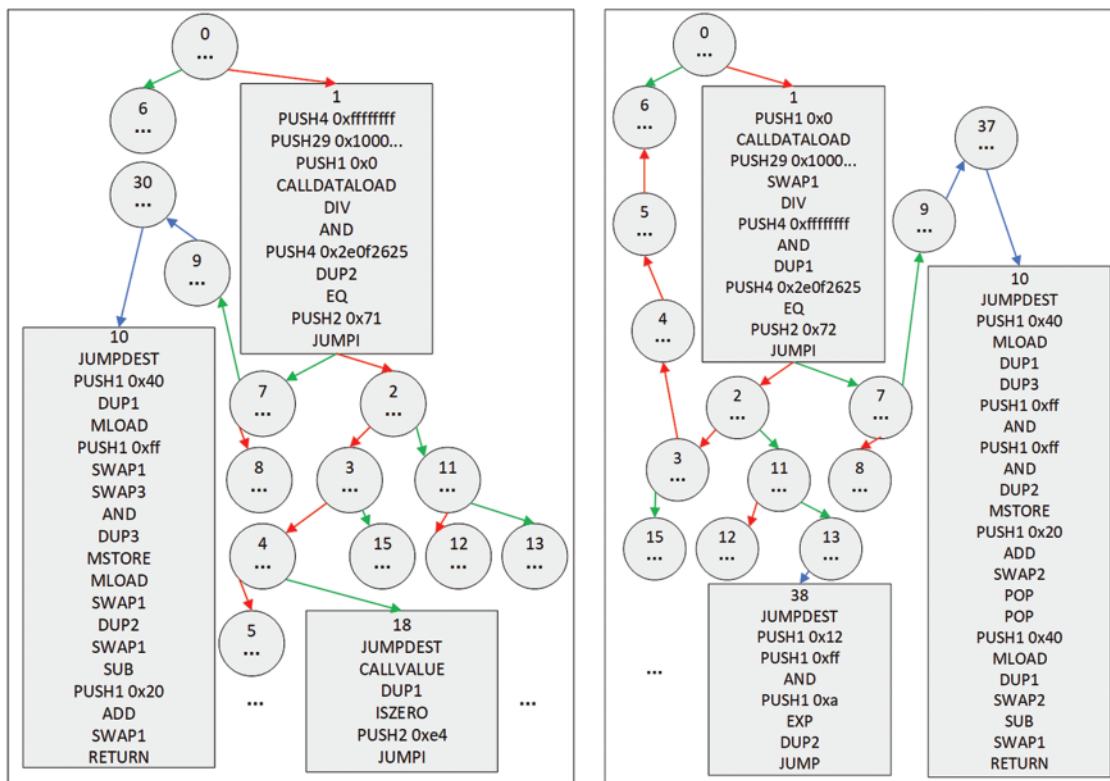 0
...
6
...
1
PUSH4 0xffffffff
PUSH29 0x1000...
PUSH1 0x0
CALLDATALOAD
DIV
AND
PUSH4 0x2e0f2625
DUP2
EQ
PUSH2 0x71
JUMPI
30
...
9
...
10
JUMPDEST
PUSH1 0x40
DUP1
MLOAD
PUSH1 0xff
SWAP1
SWAP3
AND
DUP3
MSTORE
MLOAD
SWAP1
DUP2
SWAP1
SUB
PUSH1 0x20
ADD
SWAP1
RETURN
7
...
2
...
8
...
3
...
11
...
4
...
15
...
12
...
13
...
5
...
...
18
JUMPDEST
CALLVALUE
DUP1
ISZERO
PUSH2 0xe4
JUMPI
...
0
...
6
...
1
PUSH1 0x0
CALLDATALOAD
PUSH29 0x1000...
SWAP1
DIV
PUSH4 0xffffffff
AND
DUP1
PUSH4 0x2e0f2625
EQ
PUSH2 0x72
JUMPI
37
...
5
...
9
...
4
...
10
JUMPDEST
PUSH1 0x40
MLOAD
DUP1
DUP3
PUSH1 0xff
AND
PUSH1 0xff
AND
DUP2
MSTORE
PUSH1 0x20
ADD
SWAP2
POP
POP
PUSH1 0x40
MLOAD
DUP1
SWAP2
SUB
SWAP1
RETURN
2
...
7
...
3
...
11
...
8
...
15
...
12
...
13
...
...
38
JUMPDEST
PUSH1 0x12
PUSH1 0xff
AND
PUSH1 0xa
EXP
DUP2
JUMP